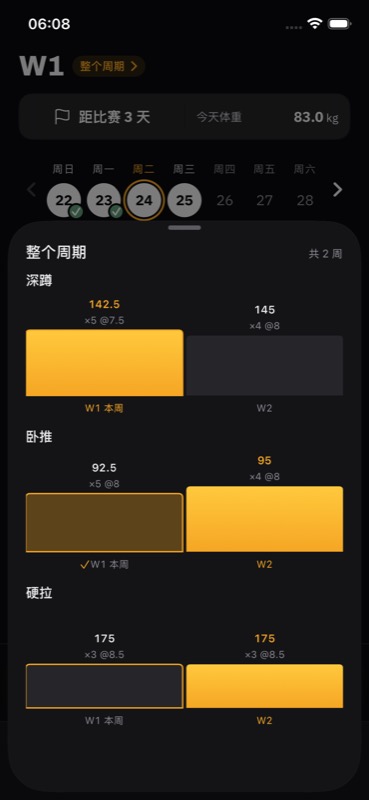 06:08
W1 整个周期 >
距比赛 3 天 今天体重 83.0 kg
周日 周一 周二 周三 周四 周五 周六
22 23 24 25 26 27 28
整个周期 共 2 周
深蹲
142.5 145
×5 @7.5 ×4 @8
W1 本周 W2
卧推
92.5 95
×5 @8 ×4 @8
✓W1 本周 W2
硬拉
175 175
×3 @8.5 ×3 @8.5
W1 本周 W2